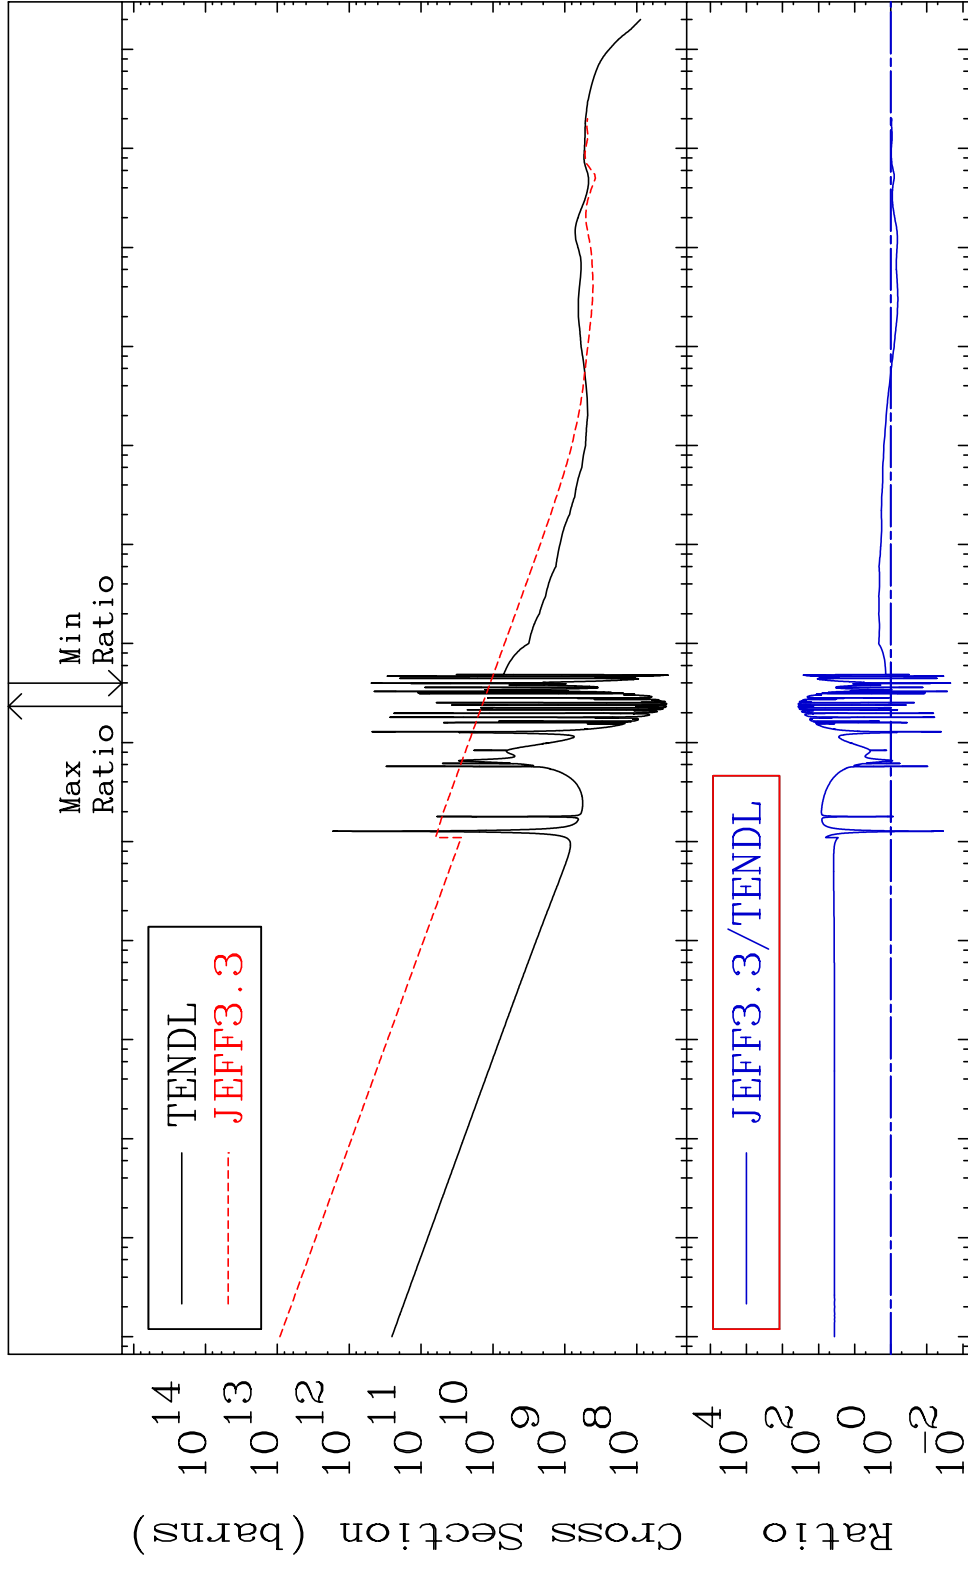 Max
Ratio
Min
Ratio
TENDL
JEFF3.3
Cross Section (barns)
10 14
10 13
10 12
10 11
10 10
10 9
10 8
JEFF3.3/TENDL
Ratio
10 4
10 2
10 0
10 -2